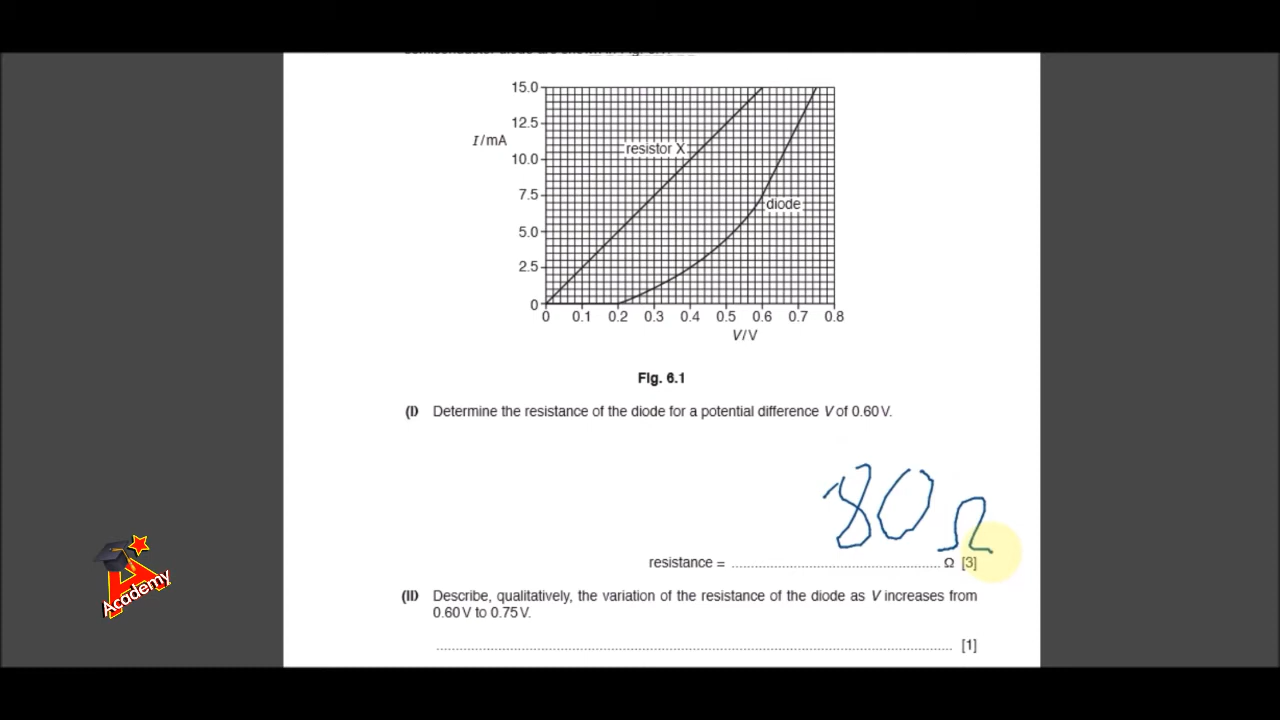 15.0
12.5
I/mA
resistor X
10.0
7.5
diode
5.0
2.5
0
0 0.1 0.2 0.3 0.4 0.5 0.6 0.7 0.8
V/V
Fig. 6.1
(i) Determine the resistance of the diode for a potential difference V of 0.60 V.
80 Ω
resistance = ........................................................ Ω [3]
(ii) Describe, qualitatively, the variation of the resistance of the diode as V increases from
0.60 V to 0.75 V.
.................................................................................................................................. [1]
A
Academy